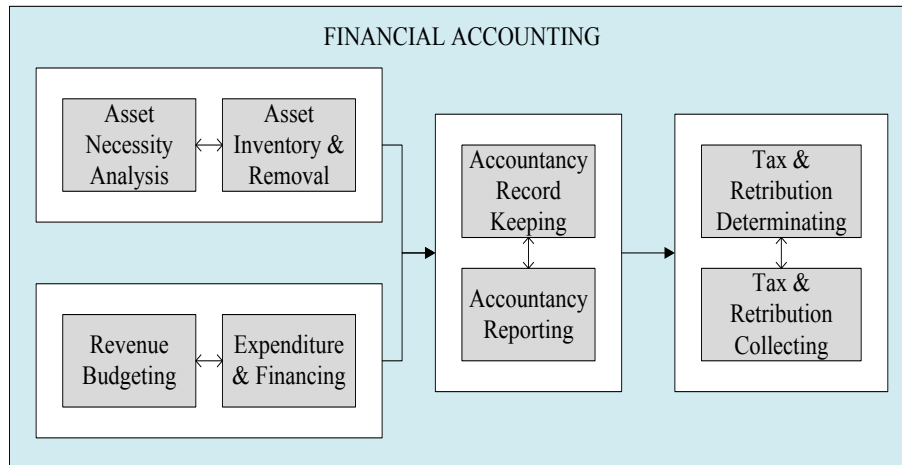 FINANCIAL ACCOUNTING
Asset
Necessity
Analysis
Asset
Inventory &
Removal
Revenue
Budgeting
Expenditure
& Financing
Accountancy
Record
Keeping
Accountancy
Reporting
Tax &
Retribution
Determinating
Tax &
Retribution
Collecting